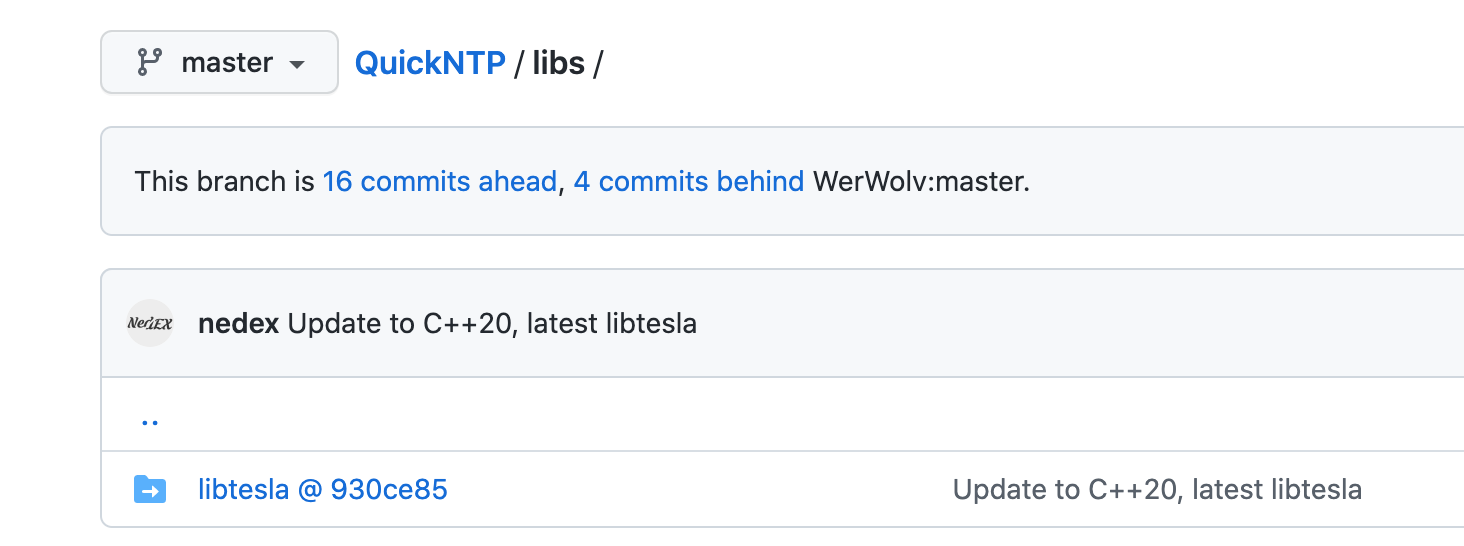 master QuickNTP / libs /
This branch is 16 commits ahead, 4 commits behind WerWolv:master.
NedEX nedex Update to C++20, latest libtesla
..
libtesla @ 930ce85 Update to C++20, latest libtesla